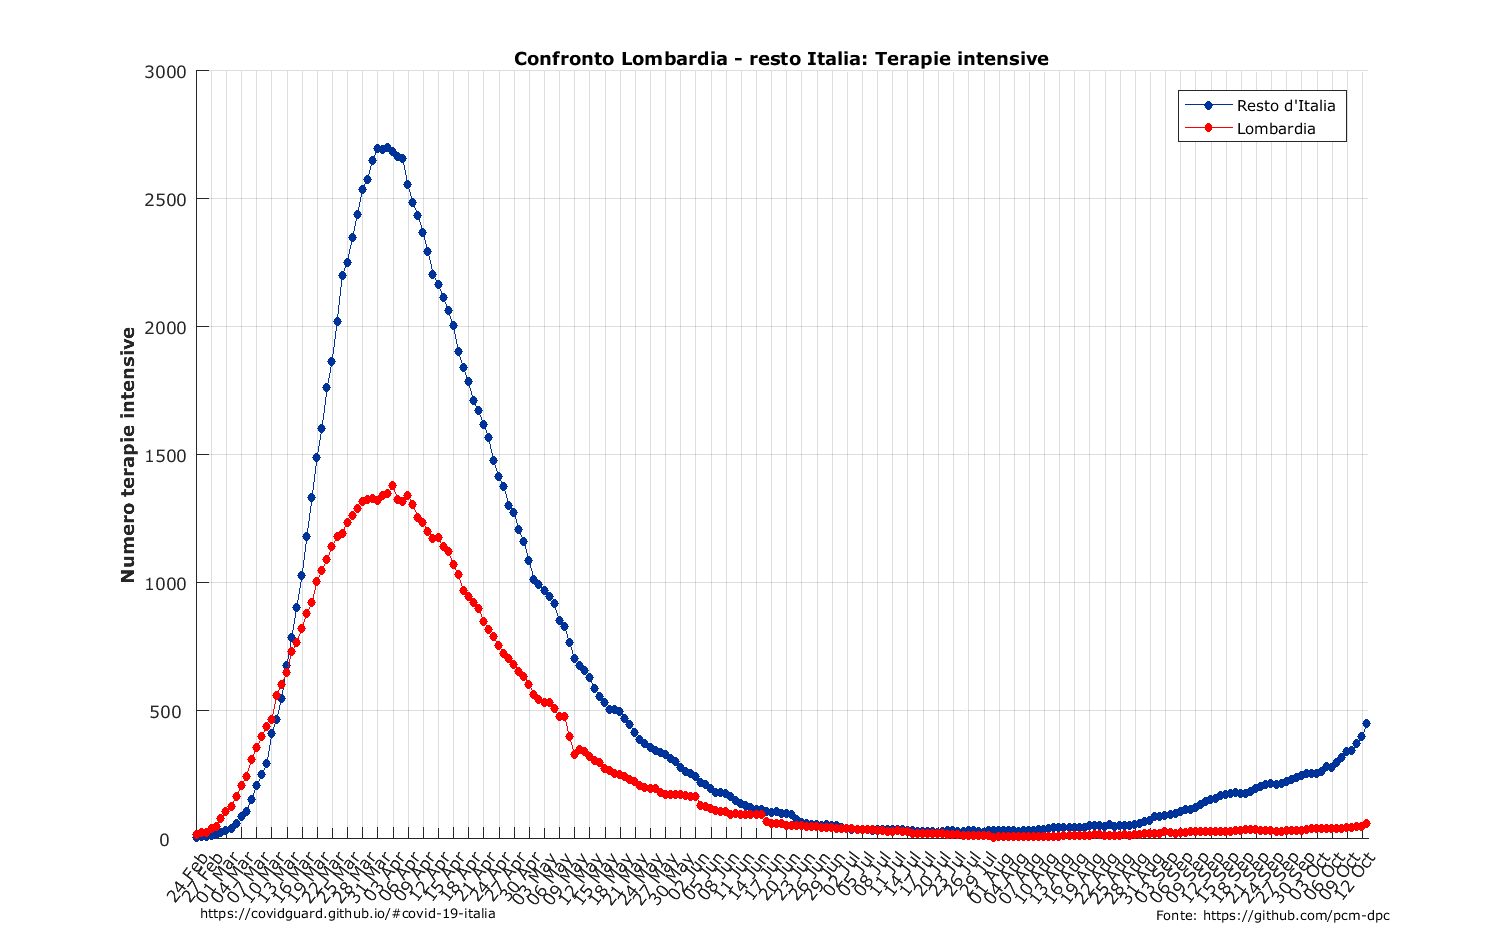 Confronto Lombardia - resto Italia: Terapie intensive
Resto d'Italia
Lombardia
Numero terapie intensive
3000
2500
2000
1500
1000
500
0
24 Feb
27 Feb
01 Mar
04 Mar
07 Mar
10 Mar
13 Mar
16 Mar
19 Mar
22 Mar
25 Mar
28 Mar
31 Mar
03 Apr
06 Apr
09 Apr
12 Apr
15 Apr
18 Apr
21 Apr
24 Apr
27 Apr
30 Apr
03 May
06 May
09 May
12 May
15 May
18 May
21 May
24 May
27 May
30 May
02 Jun
05 Jun
08 Jun
11 Jun
14 Jun
17 Jun
20 Jun
23 Jun
26 Jun
29 Jun
02 Jul
05 Jul
08 Jul
11 Jul
14 Jul
17 Jul
20 Jul
23 Jul
26 Jul
29 Jul
01 Aug
04 Aug
07 Aug
10 Aug
13 Aug
16 Aug
19 Aug
22 Aug
25 Aug
28 Aug
31 Aug
03 Sep
06 Sep
09 Sep
12 Sep
15 Sep
18 Sep
21 Sep
24 Sep
27 Sep
30 Sep
03 Oct
06 Oct
09 Oct
12 Oct
https://covidguard.github.io/#covid-19-italia
Fonte: https://github.com/pcm-dpc